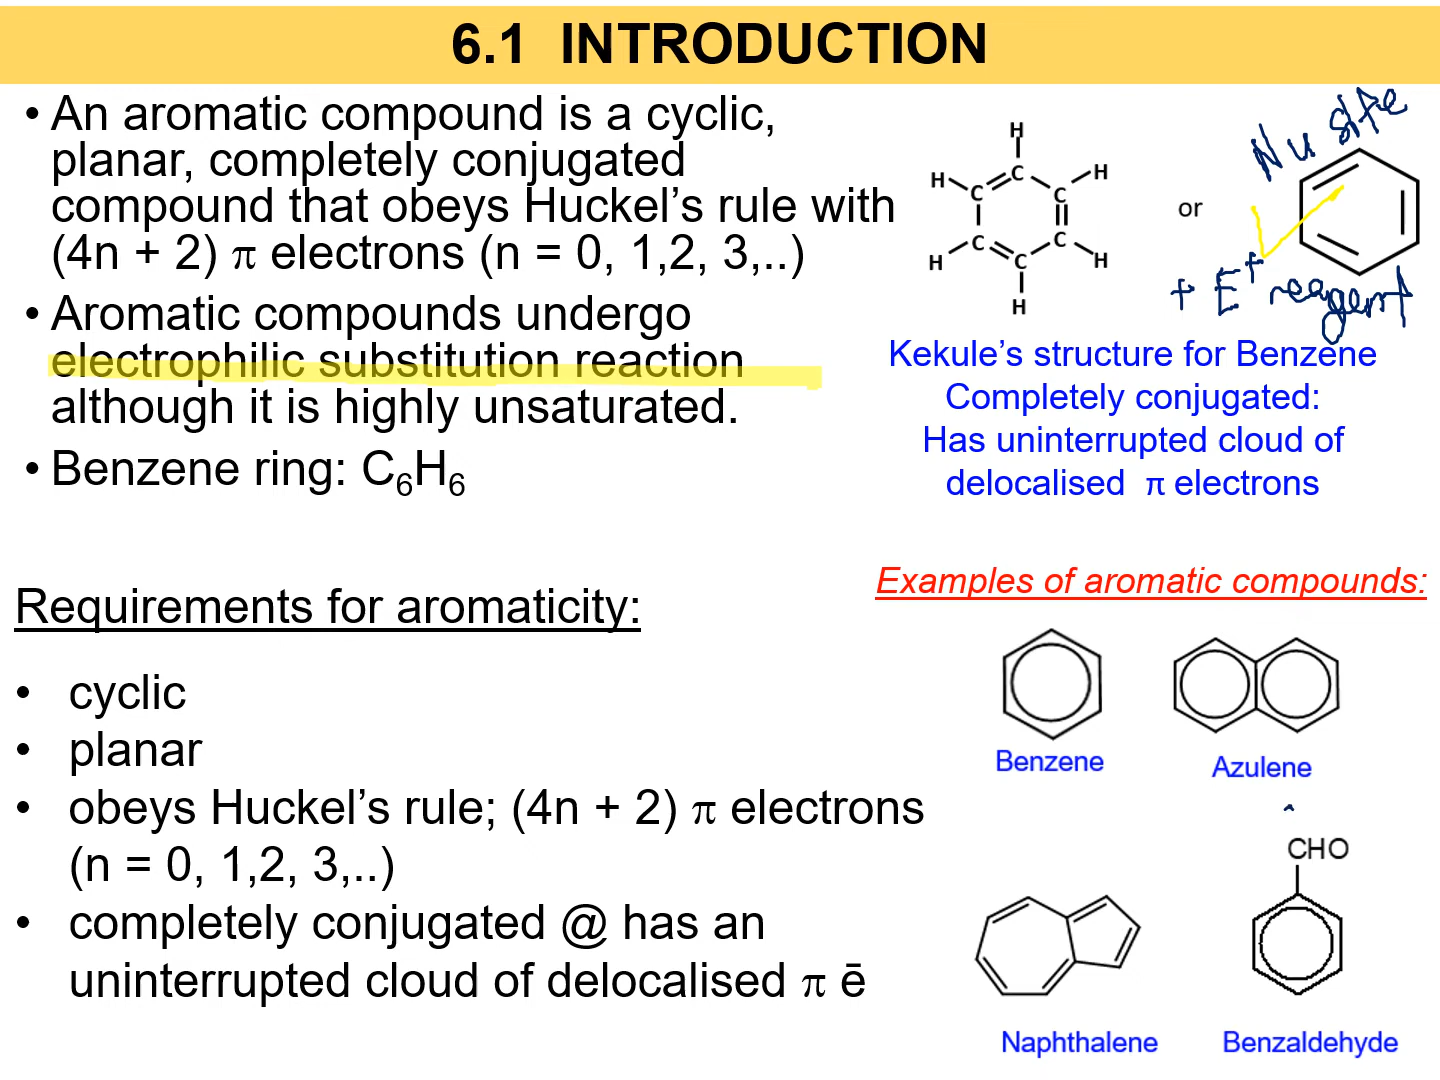 6.1 INTRODUCTION
• An aromatic compound is a cyclic,
planar, completely conjugated
compound that obeys Huckel’s rule with
(4n + 2) π electrons (n = 0, 1,2, 3,..)
• Aromatic compounds undergo
electrophilic substitution reaction
although it is highly unsaturated.
• Benzene ring: C₆H₆
H
H C C C H
or
H C C C H
H
Nu site
+ E⁺ reagent
Kekule’s structure for Benzene
Completely conjugated:
Has uninterrupted cloud of
delocalised π electrons
Requirements for aromaticity:
• cyclic
• planar
• obeys Huckel’s rule; (4n + 2) π electrons
(n = 0, 1,2, 3,..)
• completely conjugated @ has an
uninterrupted cloud of delocalised π ē
Examples of aromatic compounds:
Benzene
Azulene
CHO
Naphthalene
Benzaldehyde